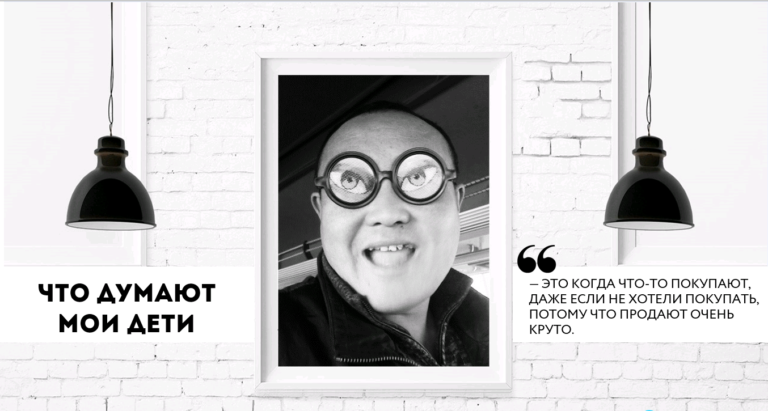 ЧТО ДУМАЮТ
МОИ ДЕТИ
“
— ЭТО КОГДА ЧТО-ТО ПОКУПАЮТ,
ДАЖЕ ЕСЛИ НЕ ХОТЕЛИ ПОКУПАТЬ,
ПОТОМУ ЧТО ПРОДАЮТ ОЧЕНЬ
КРУТО.